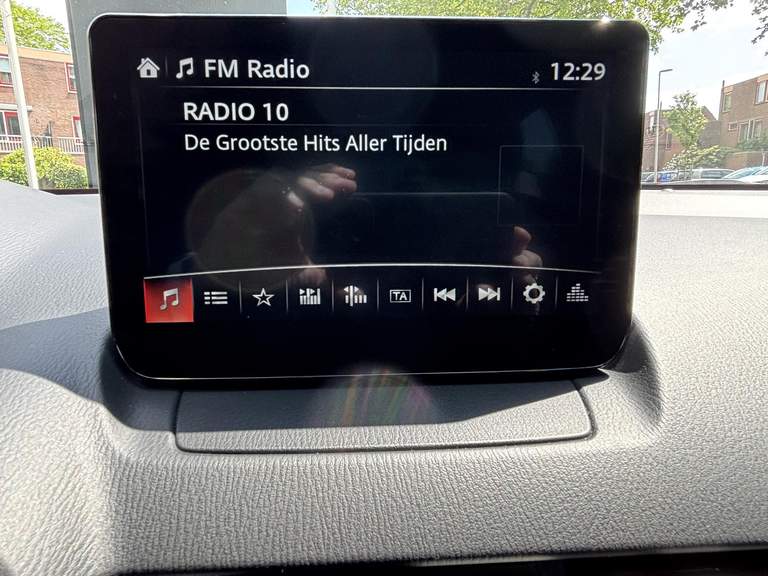 FM Radio
12:29
RADIO 10
De Grootste Hits Aller Tijden
TA